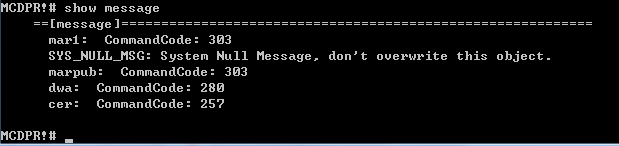 MCDPR!# show message
==[message]==============================================================
mar1:  CommandCode: 303
SYS_NULL_MSG: System Null Message, don't overwrite this object.
marpub:  CommandCode: 303
dwa:  CommandCode: 280
cer:  CommandCode: 257
MCDPR!# _